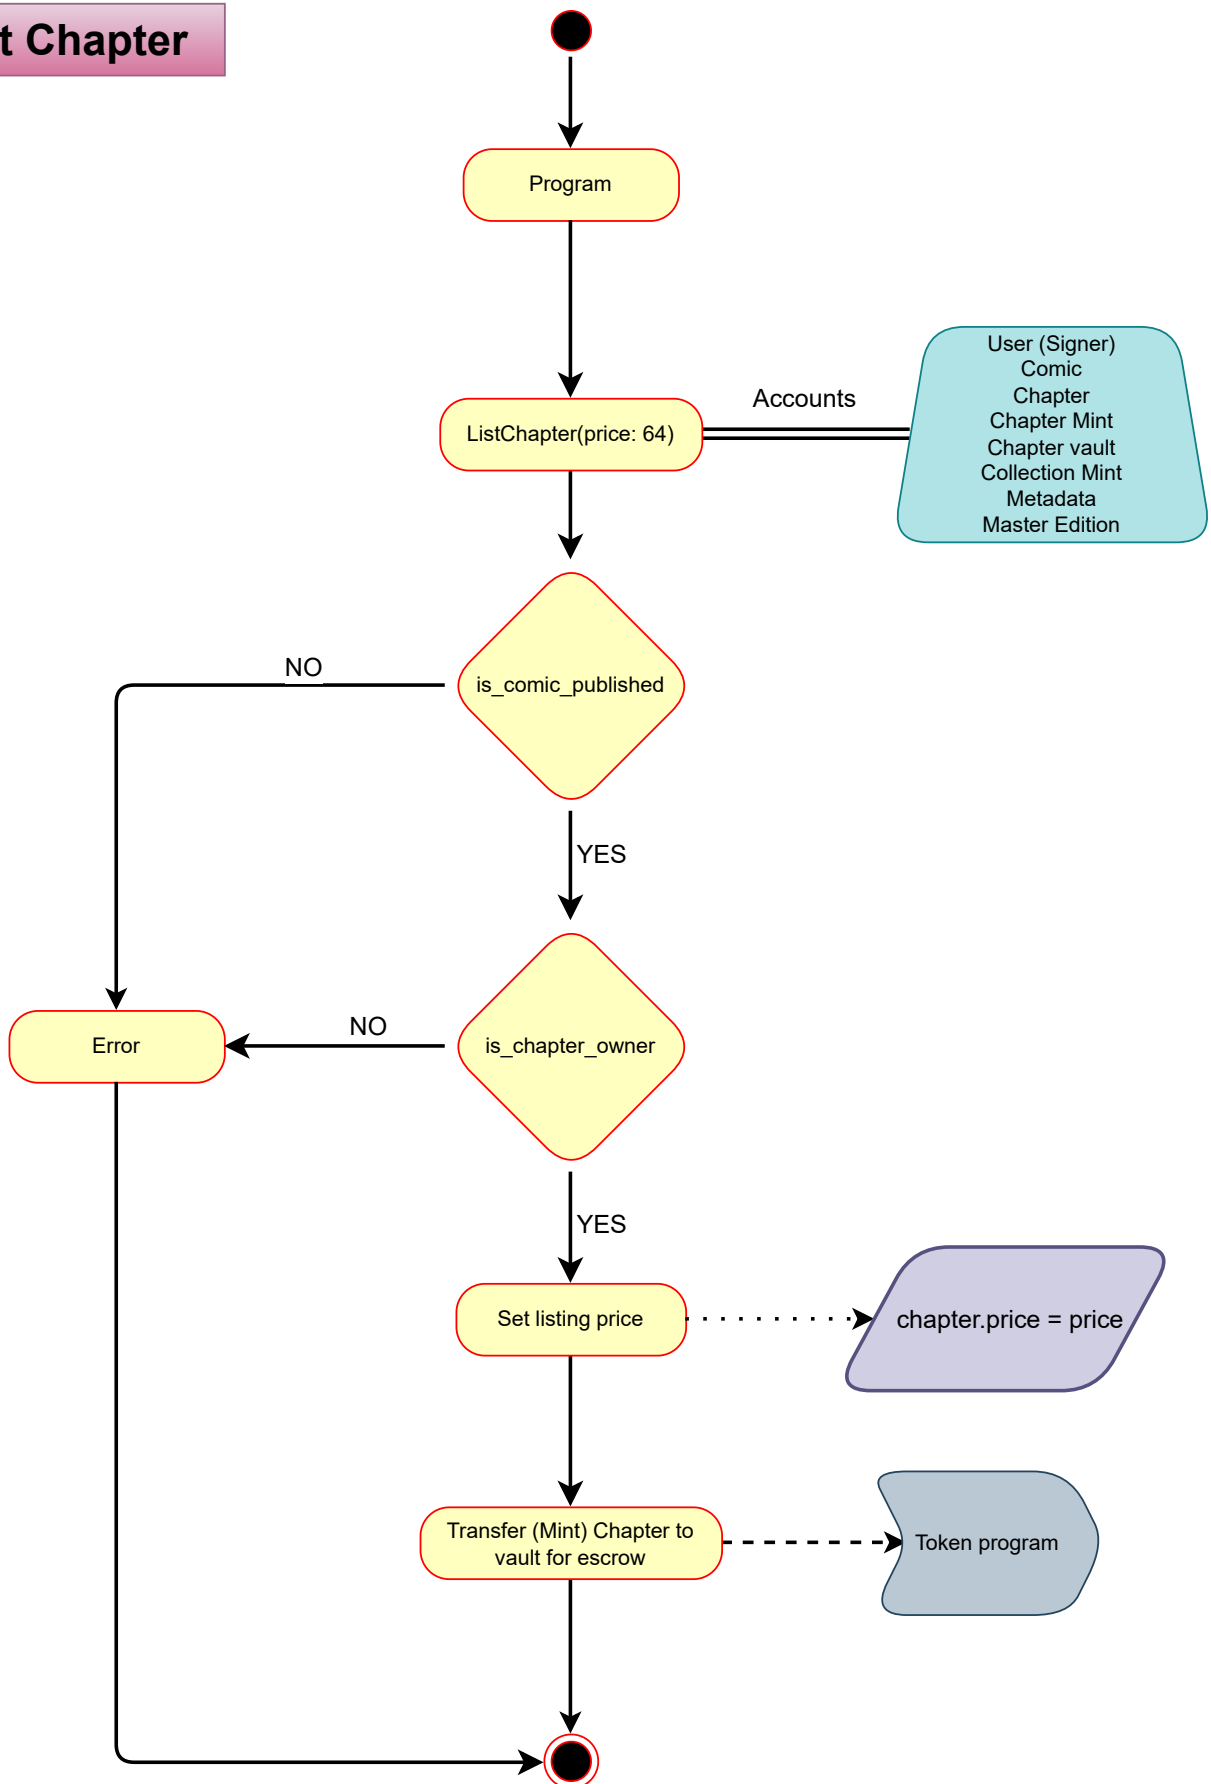 t Chapter
Program
Accounts
User (Signer)
Comic
Chapter
Chapter Mint
Chapter vault
Collection Mint
Metadata
Master Edition
ListChapter(price: 64)
is_comic_published
NO
YES
is_chapter_owner
NO
Error
YES
Set listing price
chapter.price = price
Transfer (Mint) Chapter to
vault for escrow
Token program